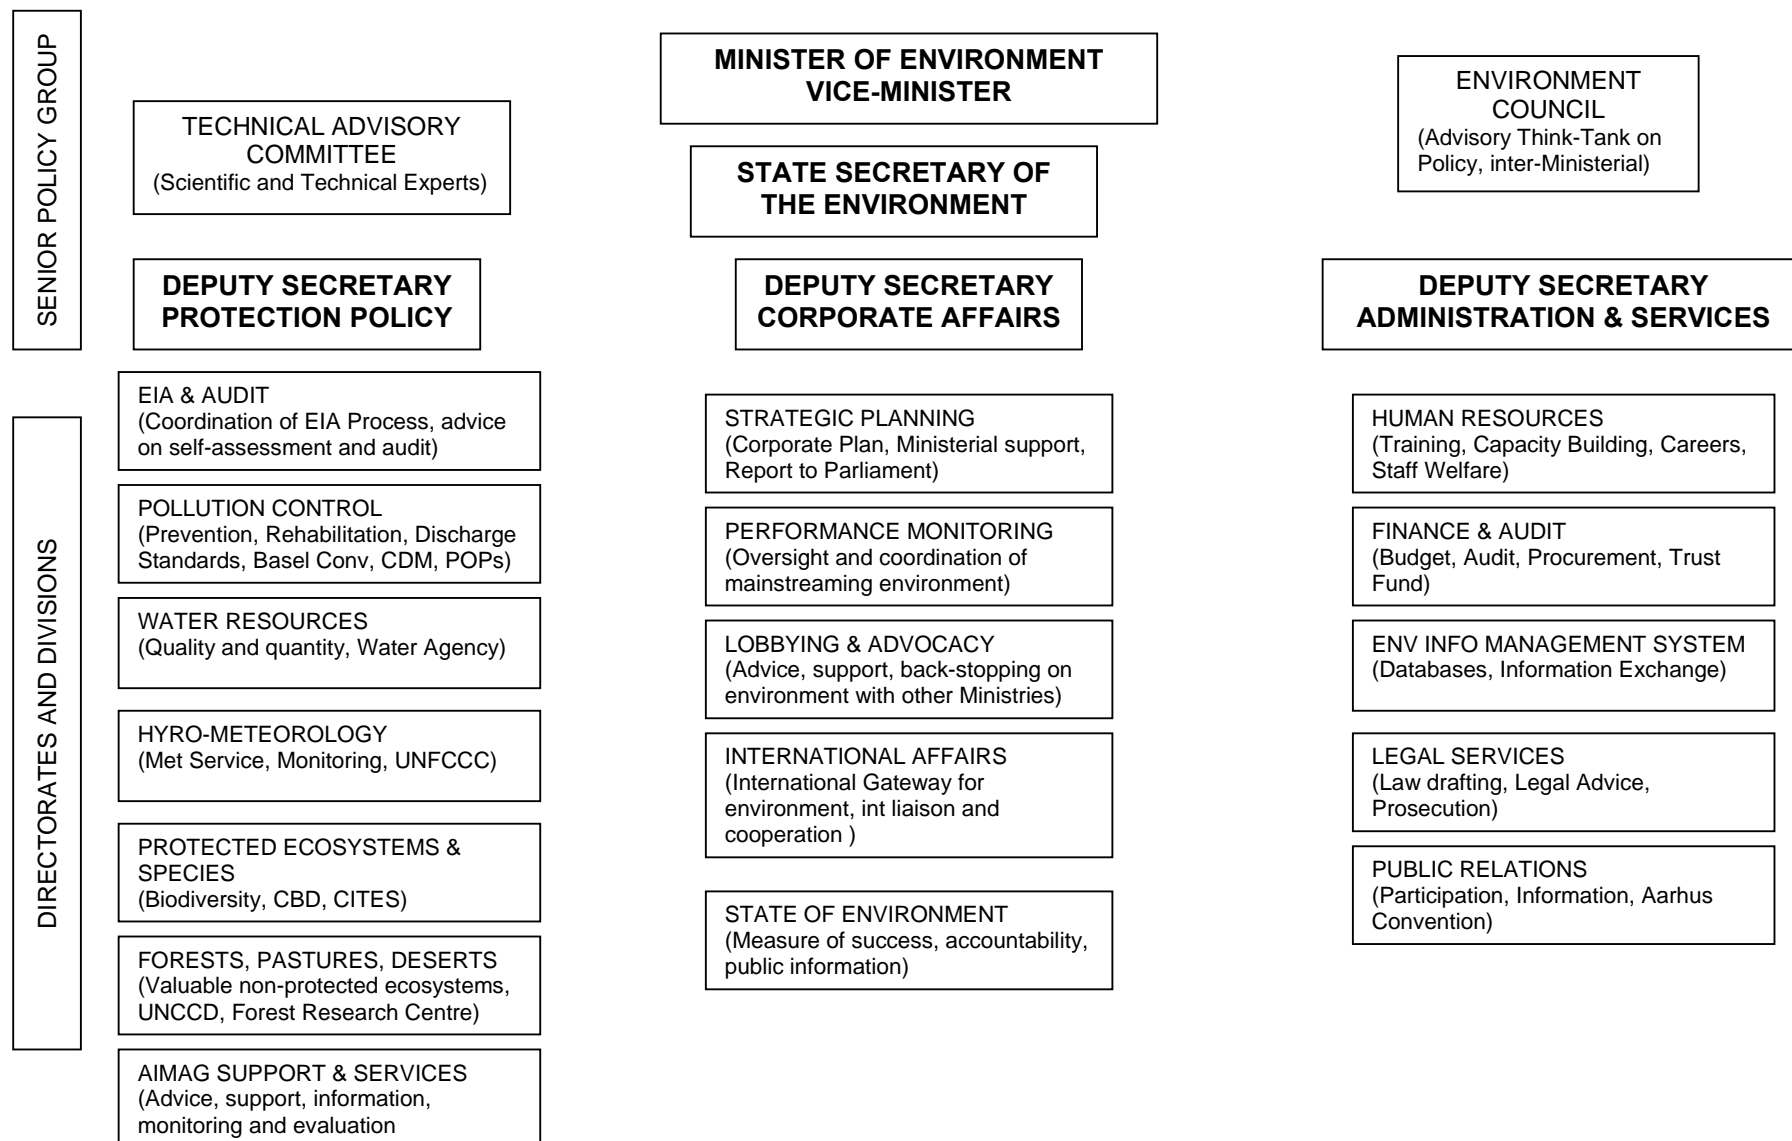 SENIOR POLICY GROUP
MINISTER OF ENVIRONMENT
VICE-MINISTER
TECHNICAL ADVISORY
COMMITTEE
(Scientific and Technical Experts)
STATE SECRETARY OF
THE ENVIRONMENT
ENVIRONMENT
COUNCIL
(Advisory Think-Tank on
Policy, inter-Ministerial)
DEPUTY SECRETARY
PROTECTION POLICY
DEPUTY SECRETARY
CORPORATE AFFAIRS
DEPUTY SECRETARY
ADMINISTRATION & SERVICES
DIRECTORATES AND DIVISIONS
EIA & AUDIT
(Coordination of EIA Process, advice
on self-assessment and audit)
POLLUTION CONTROL
(Prevention, Rehabilitation, Discharge
Standards, Basel Conv, CDM, POPs)
WATER RESOURCES
(Quality and quantity, Water Agency)
HYRO-METEOROLOGY
(Met Service, Monitoring, UNFCCC)
PROTECTED ECOSYSTEMS &
SPECIES
(Biodiversity, CBD, CITES)
FORESTS, PASTURES, DESERTS
(Valuable non-protected ecosystems,
UNCCD, Forest Research Centre)
AIMAG SUPPORT & SERVICES
(Advice, support, information,
monitoring and evaluation
STRATEGIC PLANNING
(Corporate Plan, Ministerial support,
Report to Parliament)
PERFORMANCE MONITORING
(Oversight and coordination of
mainstreaming environment)
LOBBYING & ADVOCACY
(Advice, support, back-stopping on
environment with other Ministries)
INTERNATIONAL AFFAIRS
(International Gateway for
environment, int liaison and
cooperation )
STATE OF ENVIRONMENT
(Measure of success, accountability,
public information)
HUMAN RESOURCES
(Training, Capacity Building, Careers,
Staff Welfare)
FINANCE & AUDIT
(Budget, Audit, Procurement, Trust
Fund)
ENV INFO MANAGEMENT SYSTEM
(Databases, Information Exchange)
LEGAL SERVICES
(Law drafting, Legal Advice,
Prosecution)
PUBLIC RELATIONS
(Participation, Information, Aarhus
Convention)